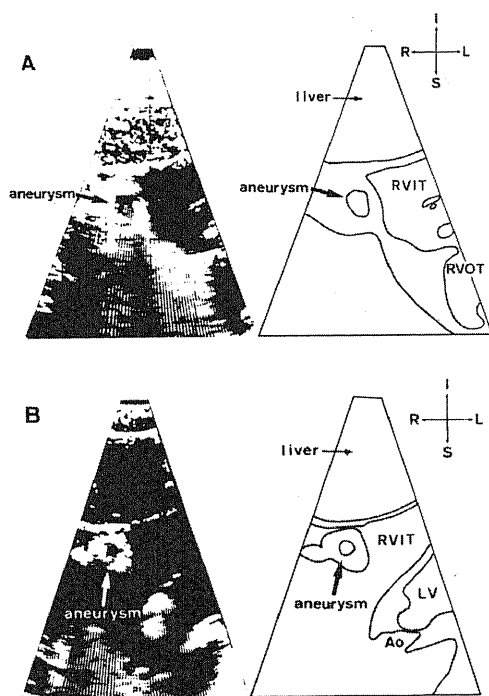 A
I
R L
S
liver
aneurysm
aneurysm
RVIT
RVOT
B
I
R L
S
liver
RVIT
aneurysm
aneurysm
LV
Ao